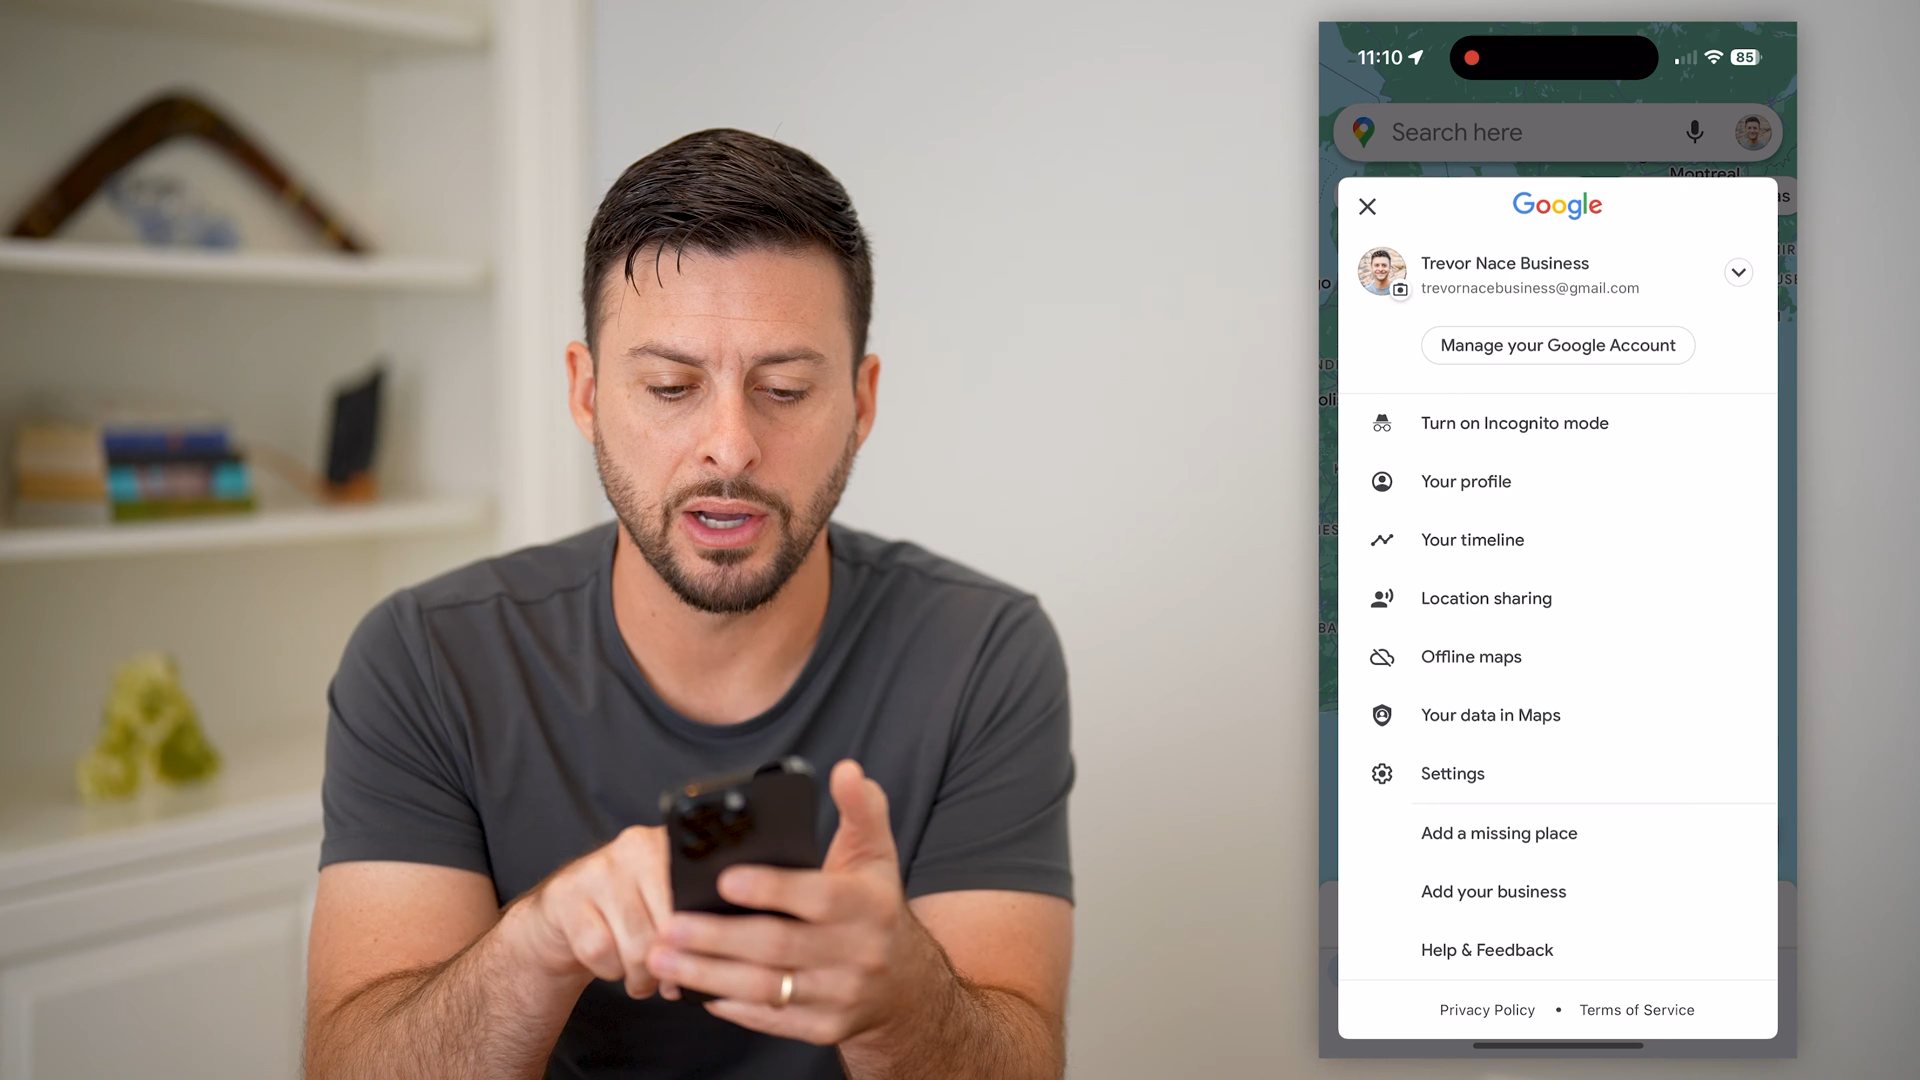 11:10
85
Search here
Montreal
as
Google
Trevor Nace Business
trevornacebusiness@gmail.com
Manage your Google Account
Turn on Incognito mode
Your profile
Your timeline
Location sharing
Offline maps
Your data in Maps
Settings
Add a missing place
Add your business
Help & Feedback
Privacy Policy • Terms of Service